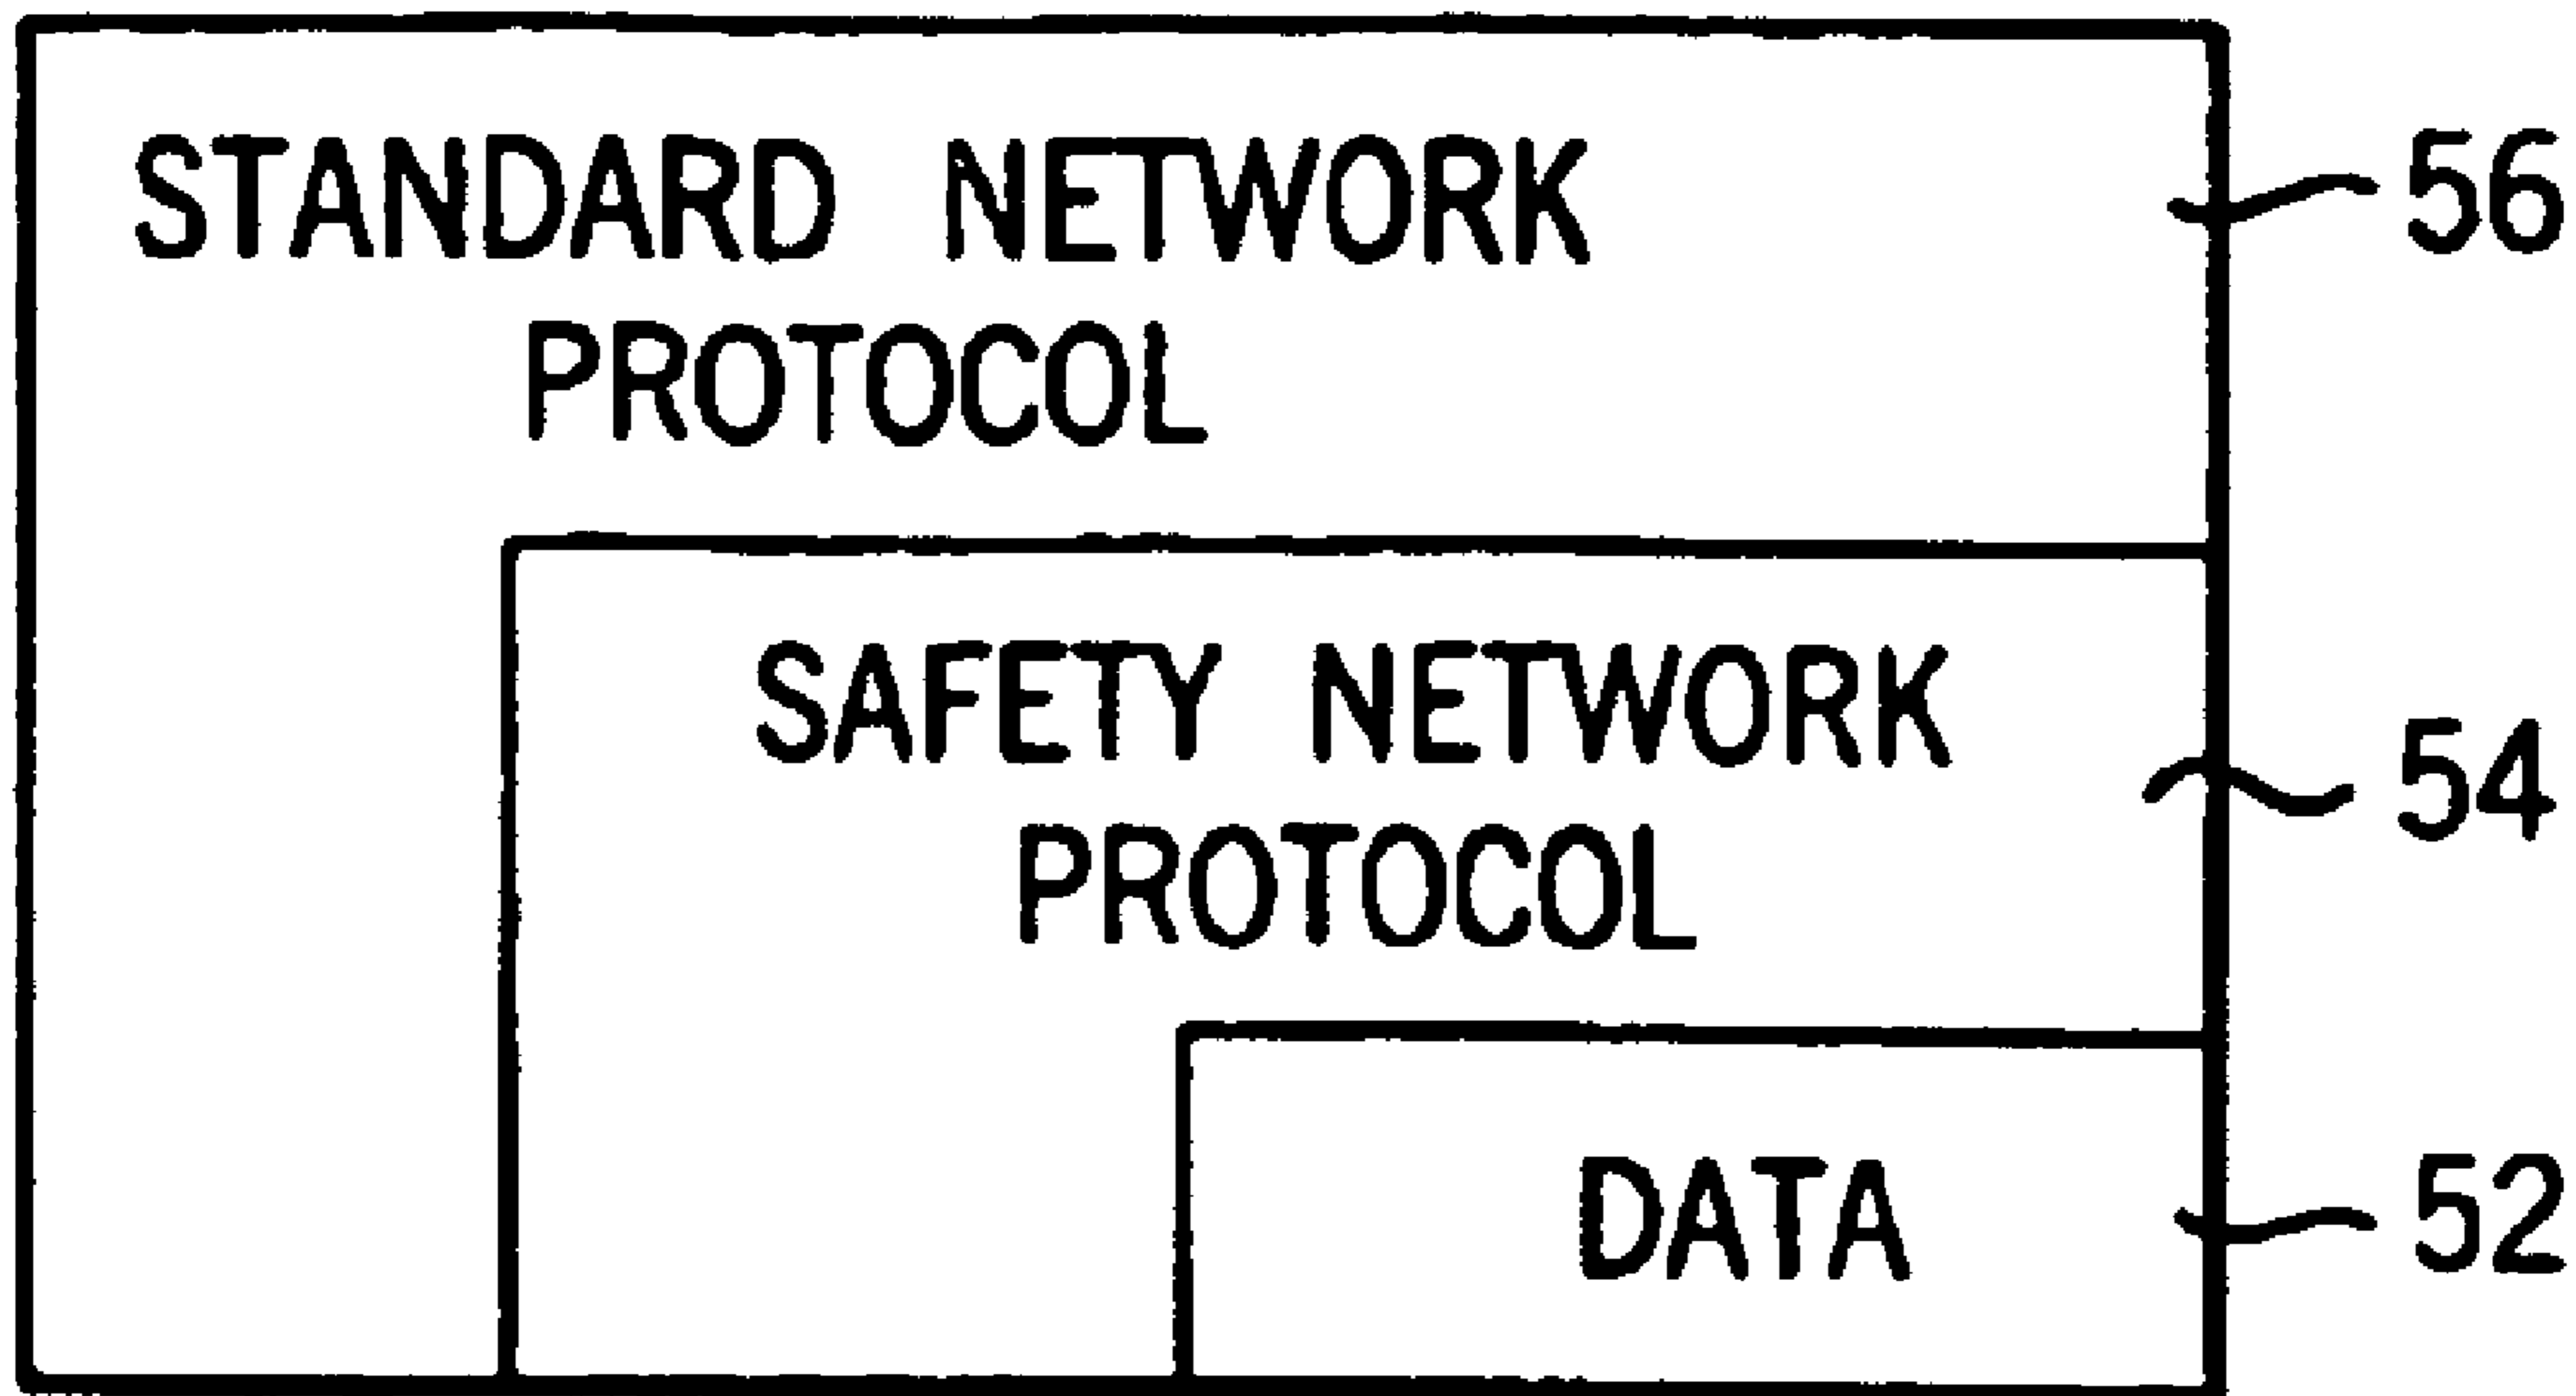 STANDARD NETWORK
PROTOCOL
56
SAFETY NETWORK
PROTOCOL
54
DATA
52